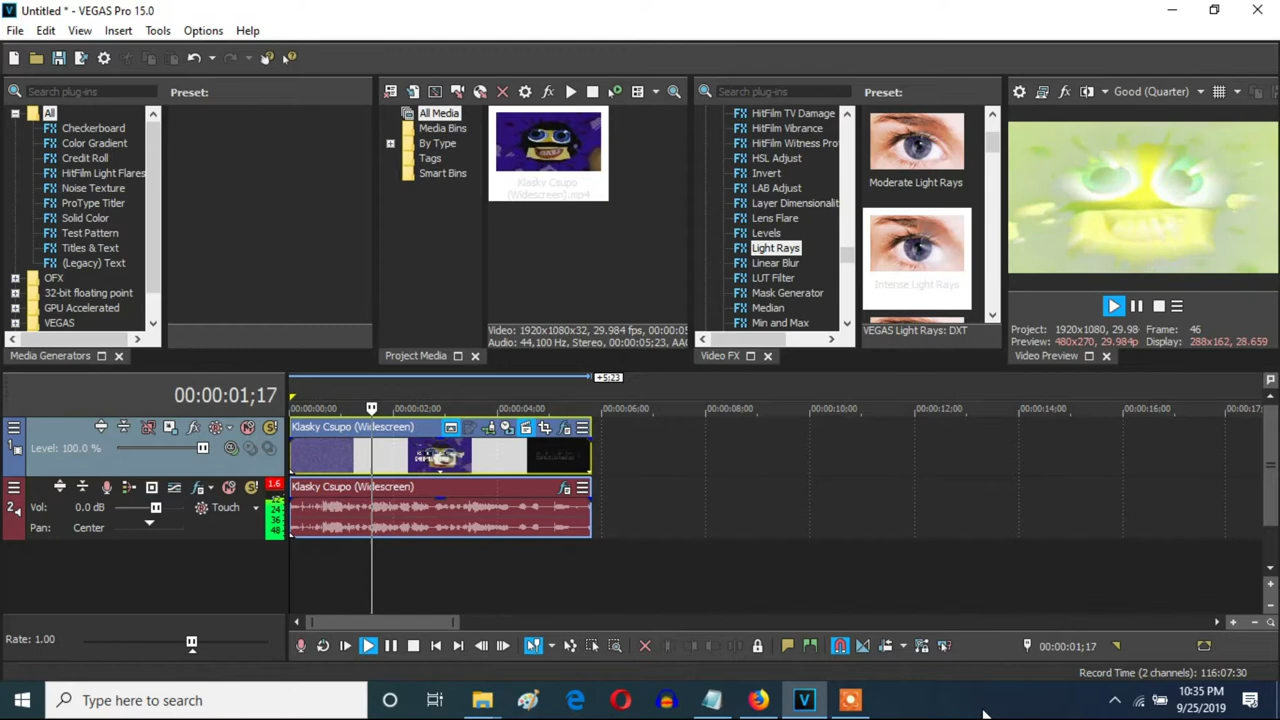 Untitled * - VEGAS Pro 15.0
File Edit View Insert Tools Options Help
Search plug-ins
Preset:
All
Checkerboard
Color Gradient
Credit Roll
HitFilm Light Flares
Noise Texture
ProType Titler
Solid Color
Test Pattern
Titles & Text
(Legacy) Text
OFX
32-bit floating point
GPU Accelerated
VEGAS
Media Generators
All Media
Media Bins
By Type
Tags
Smart Bins
Klasky Csupo
(Widescreen).mp4
Video: 1920x1080x32, 29.984 fps, 00:00:05
Audio: 44,100 Hz, Stereo, 00:00:05;23, AAC
Project Media
Search plug-ins
Preset:
HitFilm TV Damage
HitFilm Vibrance
HitFilm Witness Pro
HSL Adjust
Invert
LAB Adjust
Layer Dimensionalit
Lens Flare
Levels
Light Rays
Linear Blur
LUT Filter
Mask Generator
Median
Min and Max
Moderate Light Rays
Intense Light Rays
VEGAS Light Rays: DXT
Video FX
Good (Quarter)
Project: 1920x1080, 29.98 Frame: 46
Preview: 480x270, 29.984p Display: 288x162, 28.659
Video Preview
+5;23
00:00:01;17
00:00:00;00 00:00:02;00 00:00:04;00 00:00:06;00 00:00:08;00 00:00:10;00 00:00:12;00 00:00:14;00 00:00:16;00 00:00:17;
1
Level: 100.0 %
Klasky Csupo (Widescreen)
2
Vol: 0.0 dB
Touch
Pan: Center
1.6
12
24
36
48
Klasky Csupo (Widescreen)
Rate: 1.00
00:00:01;17
Record Time (2 channels): 116:07:30
Type here to search
10:35 PM
9/25/2019